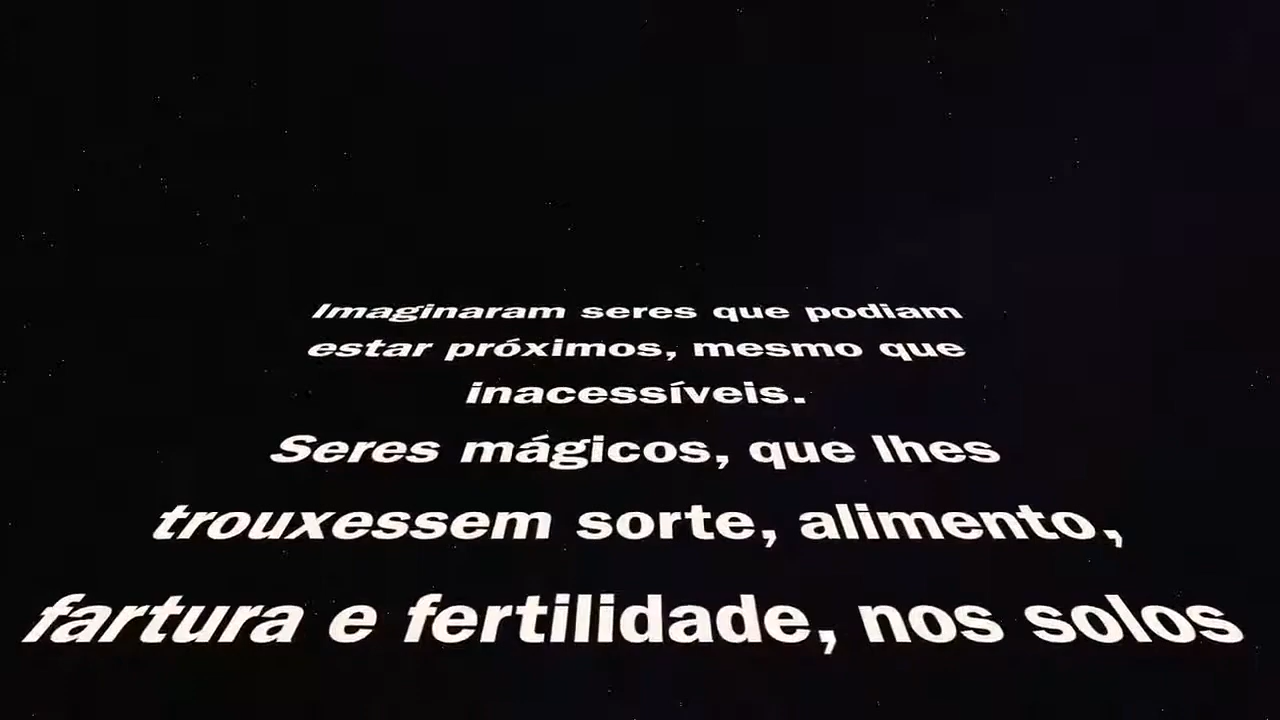 Imaginaram seres que podiam
estar próximos, mesmo que
inacessíveis.
Seres mágicos, que lhes
trouxessem sorte, alimento,
fartura e fertilidade, nos solos